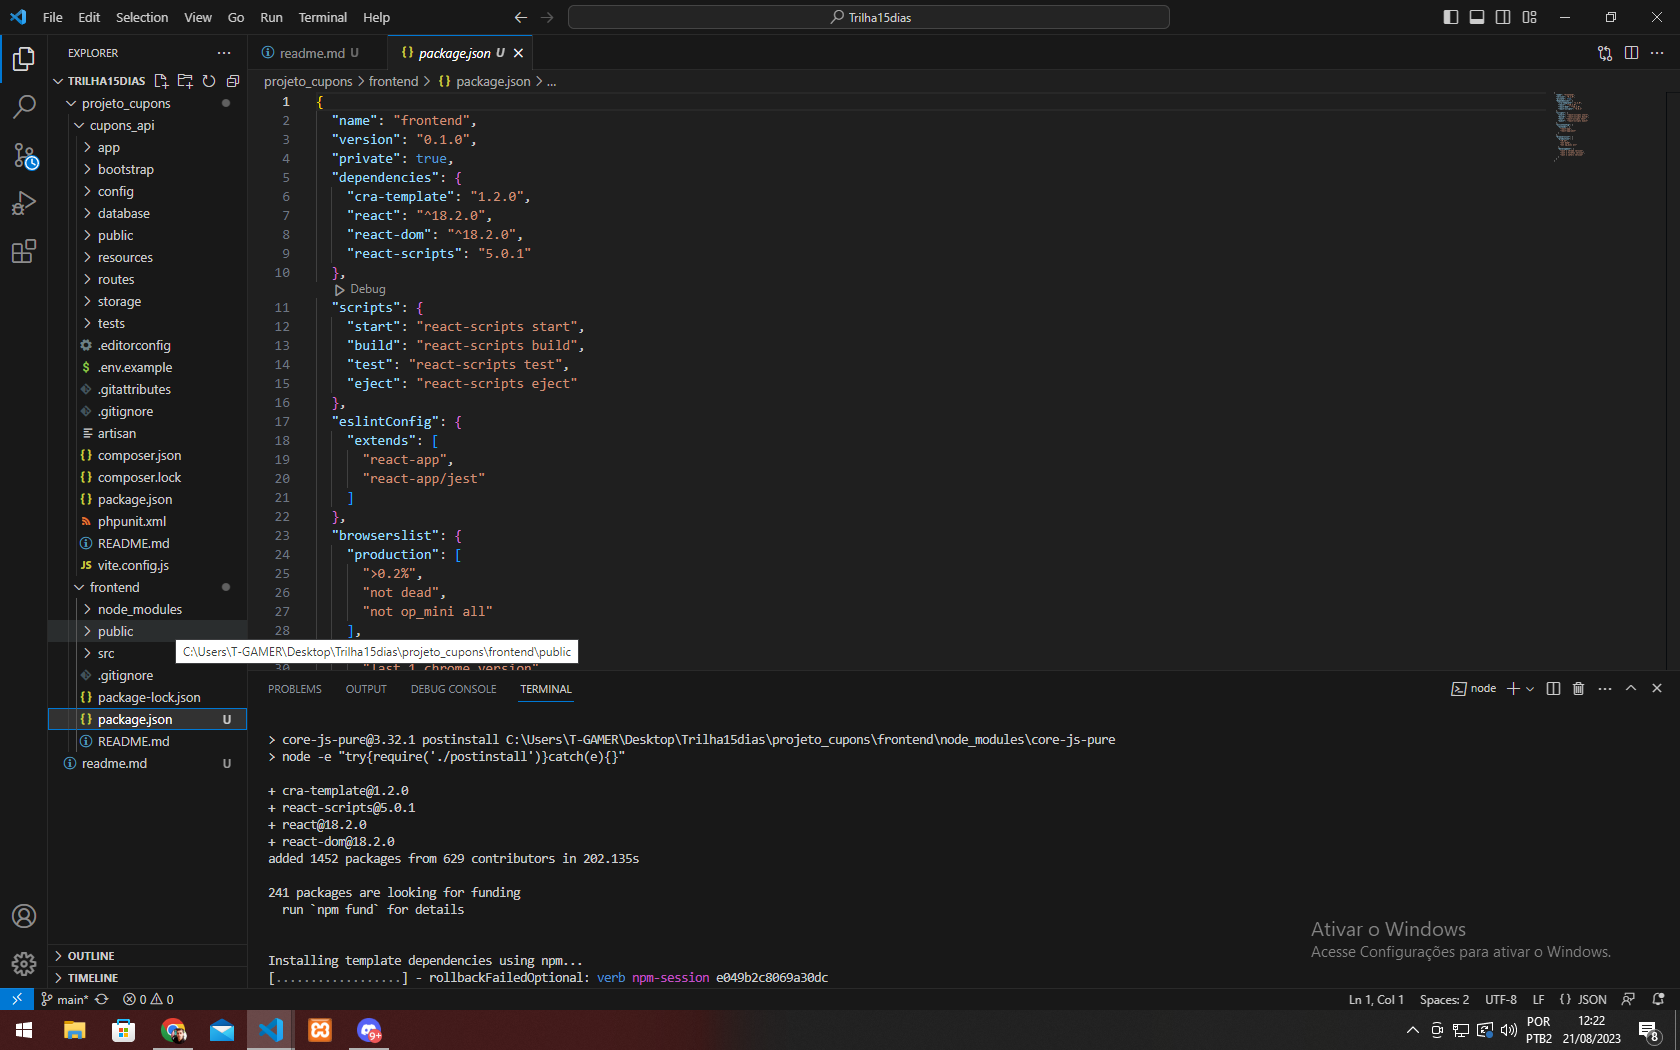 File Edit Selection View Go Run Terminal Help
Trilha15dias
EXPLORER
TRILHA15DIAS
projeto_cupons
cupons_api
app
bootstrap
config
database
public
resources
routes
storage
tests
.editorconfig
$ .env.example
.gitattributes
.gitignore
artisan
{} composer.json
{} composer.lock
{} package.json
phpunit.xml
README.md
JS vite.config.js
frontend
node_modules
public
src
.gitignore
{} package-lock.json
{} package.json U
README.md
readme.md U
OUTLINE
TIMELINE
readme.md U
{} package.json U
projeto_cupons > frontend > {} package.json > ...
1 {
2 "name": "frontend",
3 "version": "0.1.0",
4 "private": true,
5 "dependencies": {
6 "cra-template": "1.2.0",
7 "react": "^18.2.0",
8 "react-dom": "^18.2.0",
9 "react-scripts": "5.0.1"
10 },
Debug
11 "scripts": {
12 "start": "react-scripts start",
13 "build": "react-scripts build",
14 "test": "react-scripts test",
15 "eject": "react-scripts eject"
16 },
17 "eslintConfig": {
18 "extends": [
19 "react-app",
20 "react-app/jest"
21 ]
22 },
23 "browserslist": {
24 "production": [
25 ">0.2%",
26 "not dead",
27 "not op_mini all"
28 ],
C:\Users\T-GAMER\Desktop\Trilha15dias\projeto_cupons\frontend\public
30 "last 1 chrome version"
PROBLEMS OUTPUT DEBUG CONSOLE TERMINAL
node
> core-js-pure@3.32.1 postinstall C:\Users\T-GAMER\Desktop\Trilha15dias\projeto_cupons\frontend\node_modules\core-js-pure
> node -e "try{require('./postinstall')}catch(e){}"
+ cra-template@1.2.0
+ react-scripts@5.0.1
+ react@18.2.0
+ react-dom@18.2.0
added 1452 packages from 629 contributors in 202.135s
241 packages are looking for funding
run `npm fund` for details
Installing template dependencies using npm...
[..................] - rollbackFailedOptional: verb npm-session e049b2c8069a30dc
Ativar o Windows
Acesse Configurações para ativar o Windows.
main* 0 0
Ln 1, Col 1 Spaces: 2 UTF-8 LF {} JSON
9+
POR
PTB2
12:22
21/08/2023
8